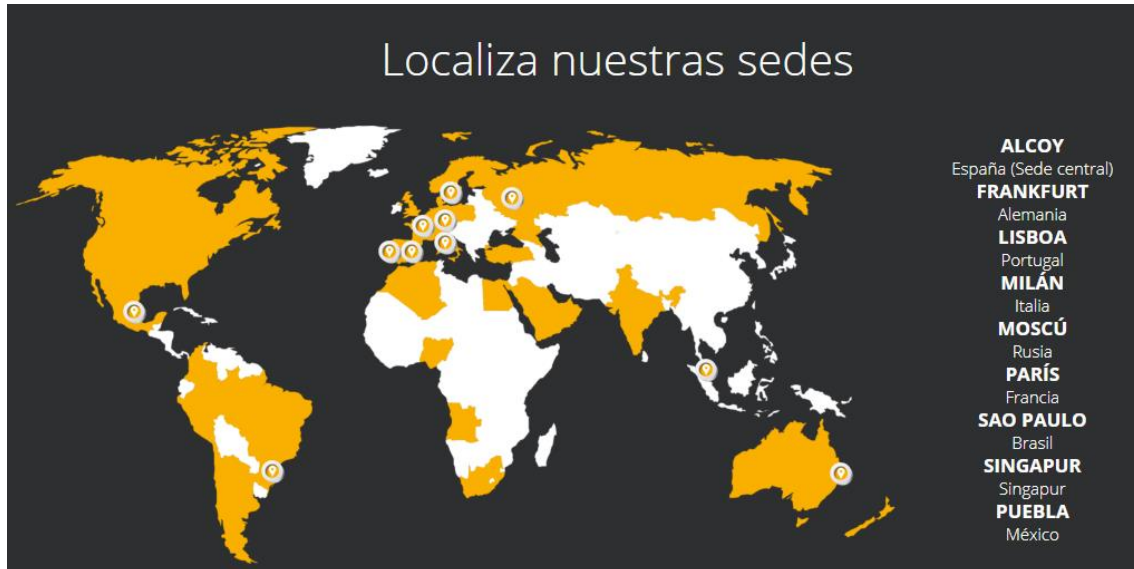 Localiza nuestras sedes
ALCOY
España (Sede central)
FRANKFURT
Alemania
LISBOA
Portugal
MILÁN
Italia
MOSCÚ
Rusia
PARÍS
Francia
SAO PAULO
Brasil
SINGAPUR
Singapur
PUEBLA
México